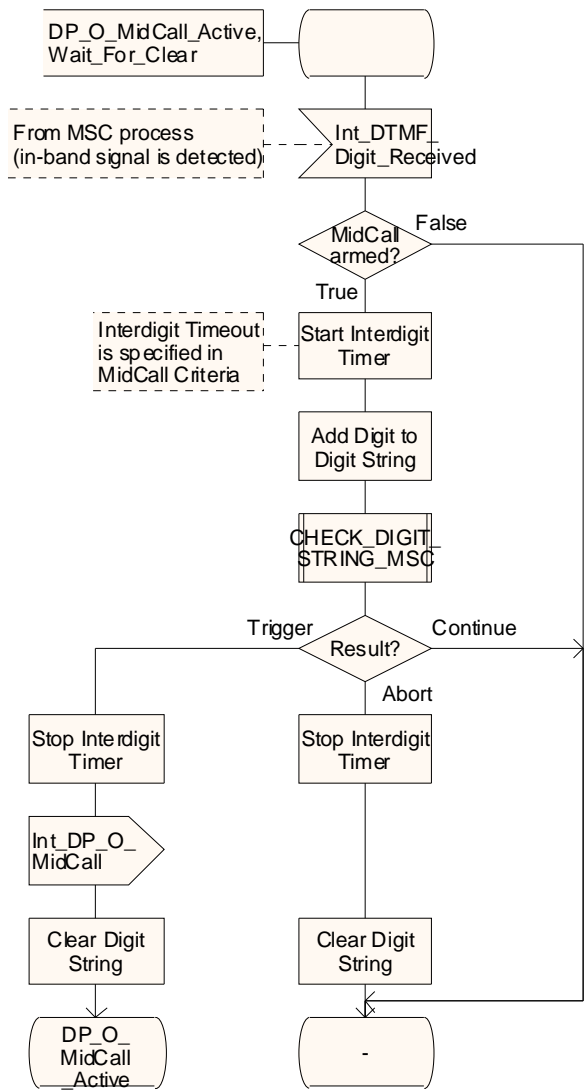 DP_O_MidCall_Active,
Wait_For_Clear
From MSC process
(in-band signal is detected)
Int_DTMF_
Digit_Received
MidCall
armed?
False
True
Interdigit Timeout
is specified in
MidCall Criteria
Start Interdigit
Timer
Add Digit to
Digit String
CHECK_DIGIT_
STRING_MSC
Trigger
Result?
Continue
Abort
Stop Interdigit
Timer
Stop Interdigit
Timer
Int_DP_O_
MidCall
Clear Digit
String
Clear Digit
String
DP_O_
MidCall
_Active
-